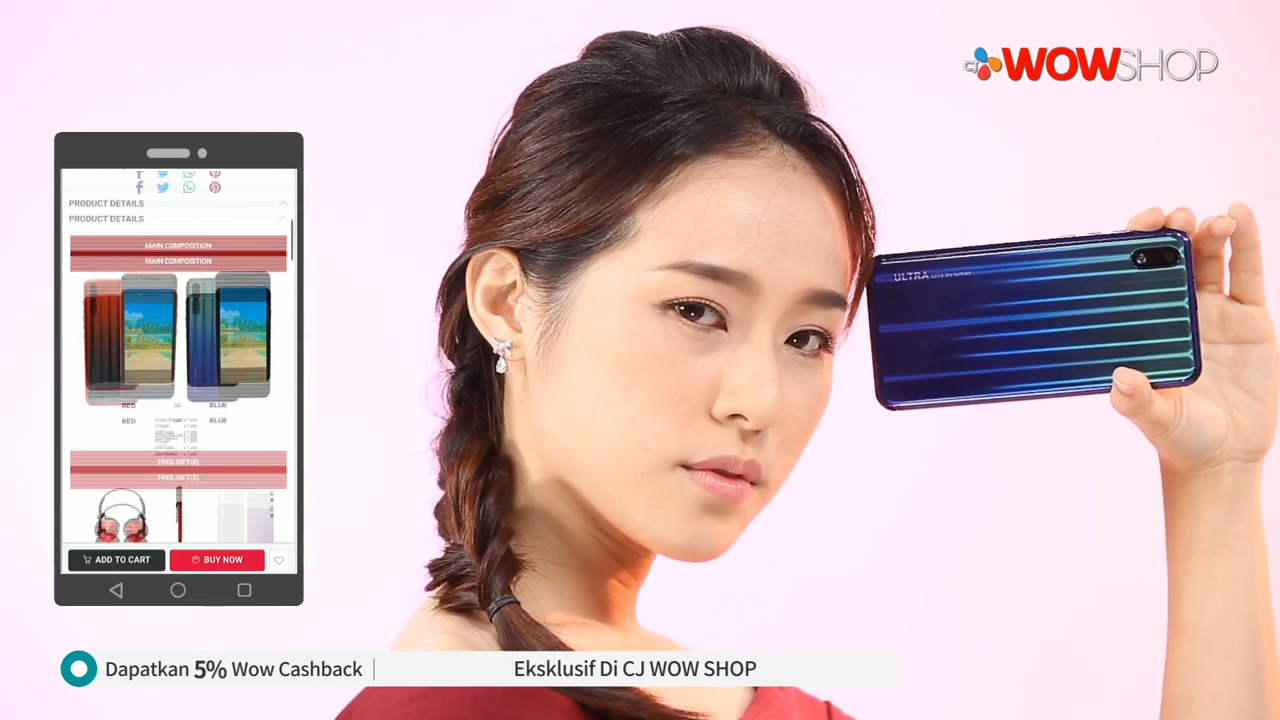 CJ WOWSHOP
PRODUCT DETAILS
PRODUCT DETAILS
MAIN COMPOSITION
MAIN COMPOSITION
RED OR BLUE
RED BLUE
FREE GIFT(S)
FREE GIFT(S)
ADD TO CART BUY NOW
ULTRA
Dapatkan 5% Wow Cashback
Eksklusif Di CJ WOW SHOP